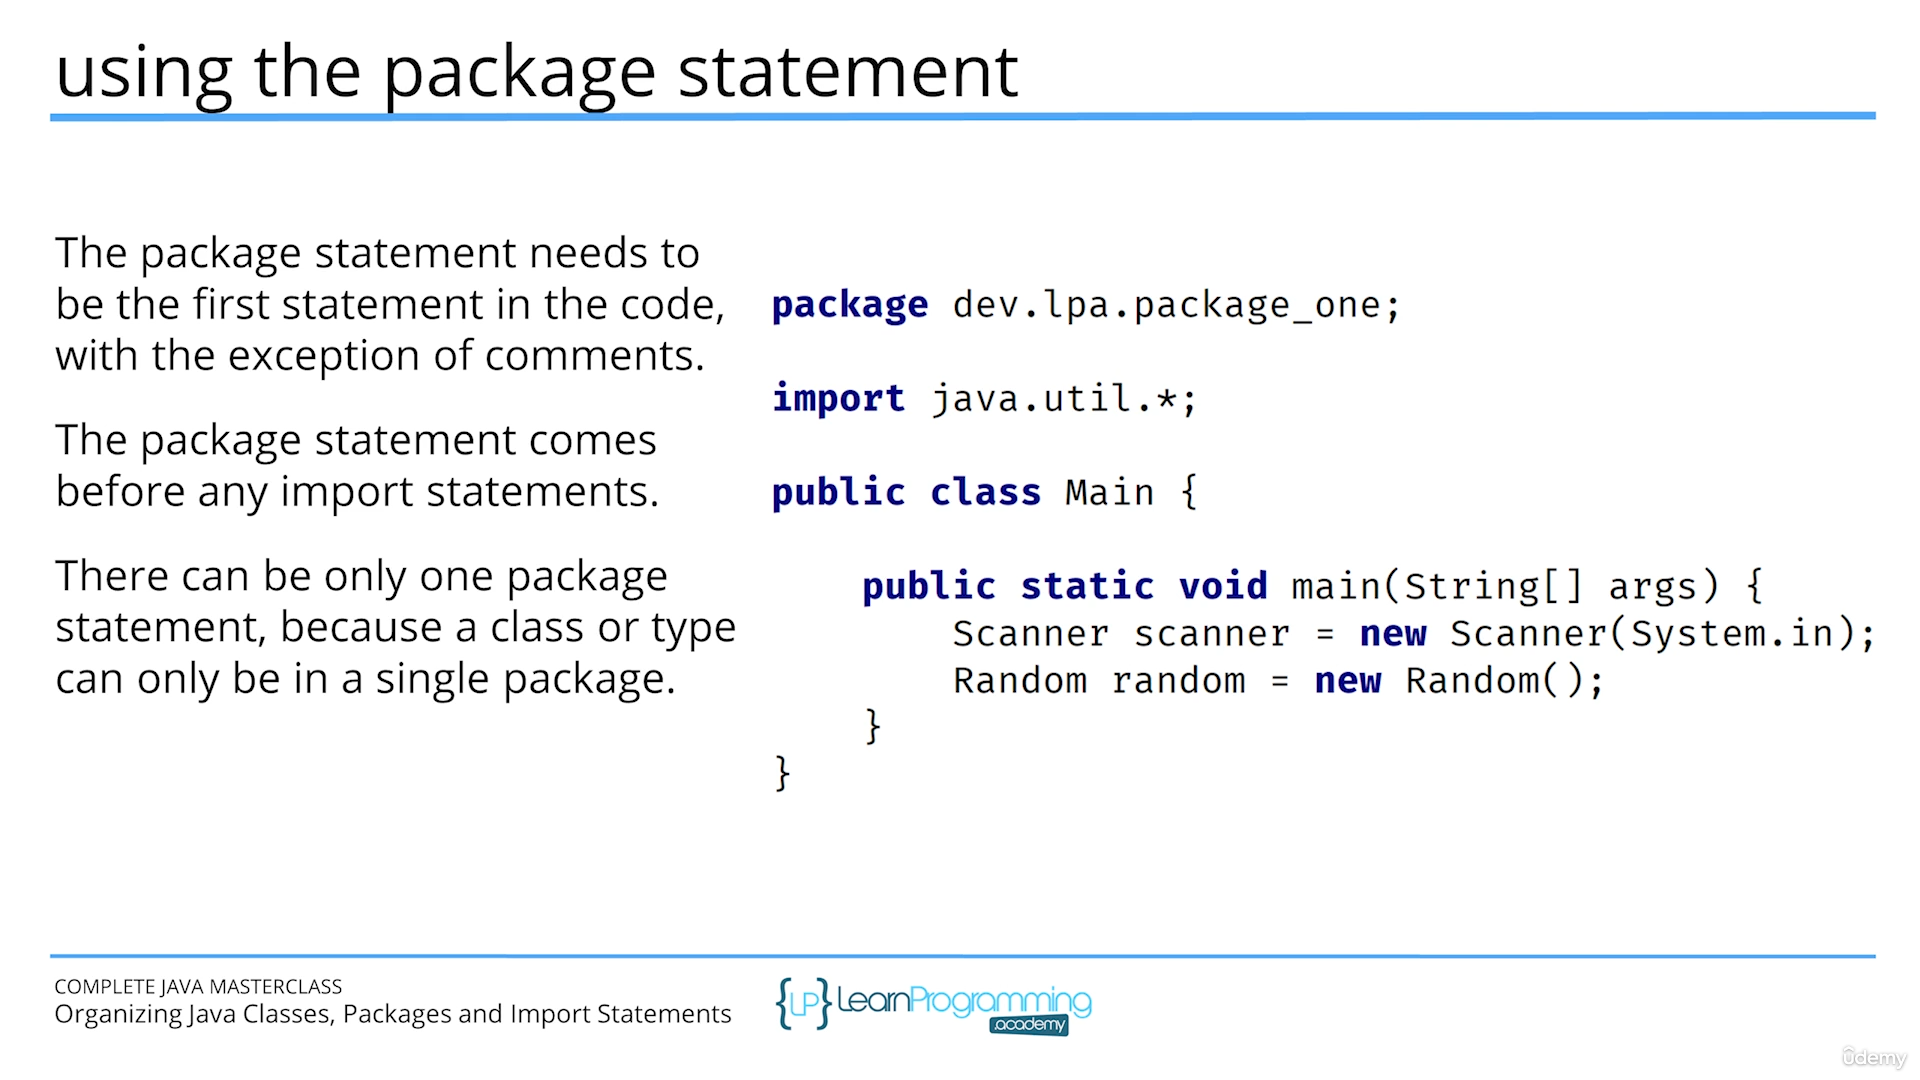 using the package statement
The package statement needs to
be the first statement in the code,
with the exception of comments.
The package statement comes
before any import statements.
There can be only one package
statement, because a class or type
can only be in a single package.
package dev.lpa.package_one;
import java.util.*;
public class Main {
public static void main(String[] args) {
Scanner scanner = new Scanner(System.in);
Random random = new Random();
}
}
COMPLETE JAVA MASTERCLASS
Organizing Java Classes, Packages and Import Statements
{LP} LearnProgramming
.academy
ûdemy